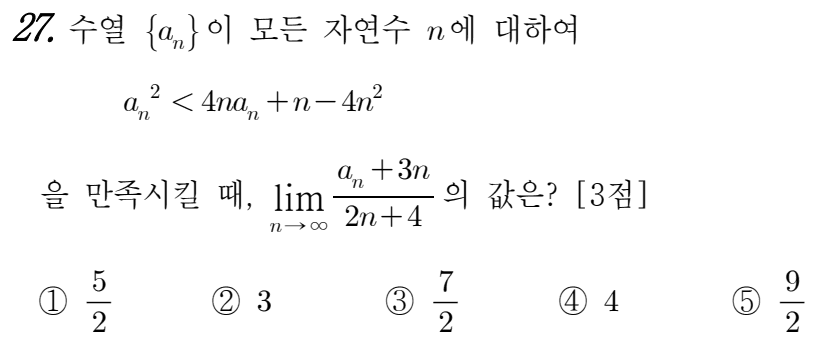 27. 수열 {aₙ}이 모든 자연수 n에 대하여
aₙ² < 4naₙ + n − 4n²
을 만족시킬 때, lim_{n→∞} (aₙ + 3n)/(2n + 4) 의 값은? [3점]
① 5/2 ② 3 ③ 7/2 ④ 4 ⑤ 9/2